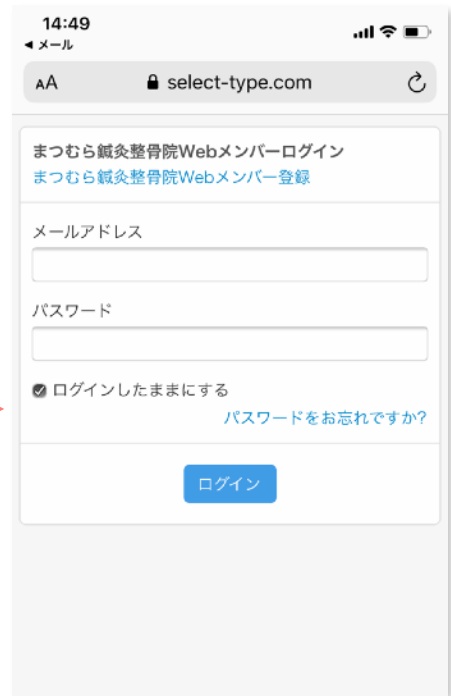 14:49
◀ メール
AA select-type.com
まつむら鍼灸整骨院Webメンバーログイン
まつむら鍼灸整骨院Webメンバー登録
メールアドレス
パスワード
ログインしたままにする
パスワードをお忘れですか?
ログイン